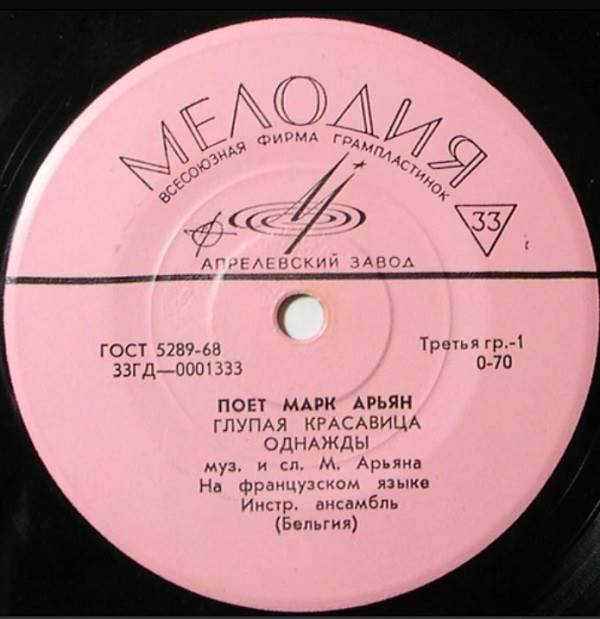 МЕЛОДИЯ
ВСЕСОЮЗНАЯ ФИРМА ГРАМПЛАСТИНОК
33
АПРЕЛЕВСКИЙ ЗАВОД
ГОСТ 5289-68
33ГД—0001333
Третья гр.-1
0-70
ПОЕТ МАРК АРЬЯН
ГЛУПАЯ КРАСАВИЦА
ОДНАЖДЫ
муз. и сл. М. Арьяна
На французском языке
Инстр. ансамбль
(Бельгия)